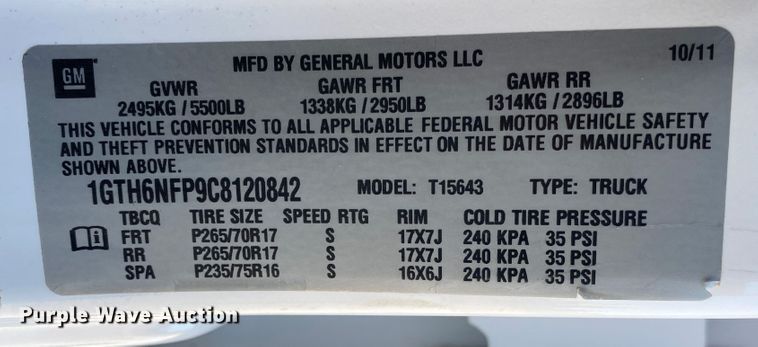 GM
MFD BY GENERAL MOTORS LLC 10/11
GVWR GAWR FRT GAWR RR
2495KG / 5500LB 1338KG / 2950LB 1314KG / 2896LB
THIS VEHICLE CONFORMS TO ALL APPLICABLE FEDERAL MOTOR VEHICLE SAFETY
AND THEFT PREVENTION STANDARDS IN EFFECT ON THE DATE OF MANUFACTURE
SHOWN ABOVE.
1GTH6NFP9C8120842 MODEL: T15643 TYPE: TRUCK
TBCQ TIRE SIZE SPEED RTG RIM COLD TIRE PRESSURE
FRT P265/70R17 S 17X7J 240 KPA 35 PSI
RR P265/70R17 S 17X7J 240 KPA 35 PSI
SPA P235/75R16 S 16X6J 240 KPA 35 PSI
Purple Wave Auction